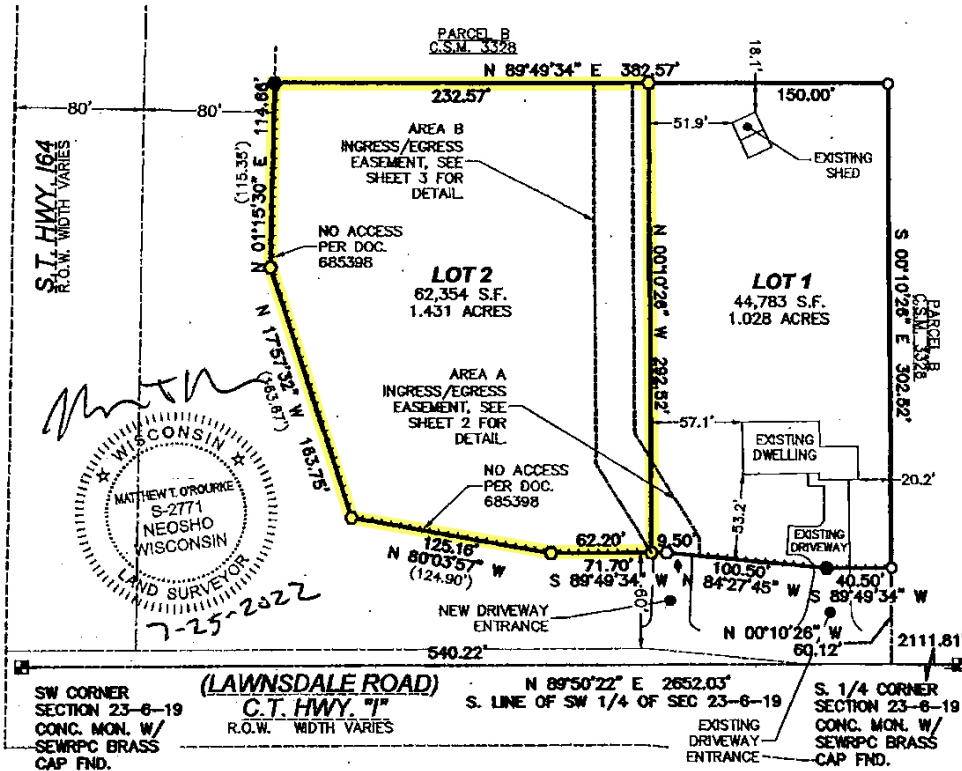 PARCEL B
C.S.M. 3328
N 89°49'34" E 382.57'
232.57'
150.00'
80'
80'
114.66'
(115.35')
N 01°15'30" E
S.T. HWY. 164
R.O.W. WIDTH VARIES
18.1'
51.9'
EXISTING
SHED
AREA B
INGRESS/EGRESS
EASEMENT, SEE
SHEET 3 FOR
DETAIL.
NO ACCESS
PER DOC.
685398
LOT 2
62,354 S.F.
1.431 ACRES
LOT 1
44,783 S.F.
1.028 ACRES
N 00°10'26" W 292.52'
S 00°10'26" E 302.52'
PARCEL B
C.S.M. 3328
N 17°57'32" W 163.75'
(163.67')
AREA A
INGRESS/EGRESS
EASEMENT, SEE
SHEET 2 FOR
DETAIL.
57.1'
EXISTING
DWELLING
20.2'
53.2'
EXISTING
DRIVEWAY
NO ACCESS
PER DOC.
685398
WISCONSIN
MATTHEW T. O'ROURKE
S-2771
NEOSHO
WISCONSIN
LAND SURVEYOR
7-25-2022
125.16'
N 80°03'57" W
(124.90')
62.20'
9.50'
71.70'
S 89°49'34" W
100.50'
N 84°27'45" W
40.50'
S 89°49'34" W
60'
NEW DRIVEWAY
ENTRANCE
N 00°10'26" W
60.12'
2111.81'
540.22'
SW CORNER
SECTION 23-6-19
CONC. MON. W/
SEWRPC BRASS
CAP FND.
(LAWNSDALE ROAD)
C.T. HWY. "I"
R.O.W. WIDTH VARIES
N 89°50'22" E 2652.03'
S. LINE OF SW 1/4 OF SEC 23-6-19
EXISTING
DRIVEWAY
ENTRANCE
S. 1/4 CORNER
SECTION 23-6-19
CONC. MON. W/
SEWRPC BRASS
CAP FND.